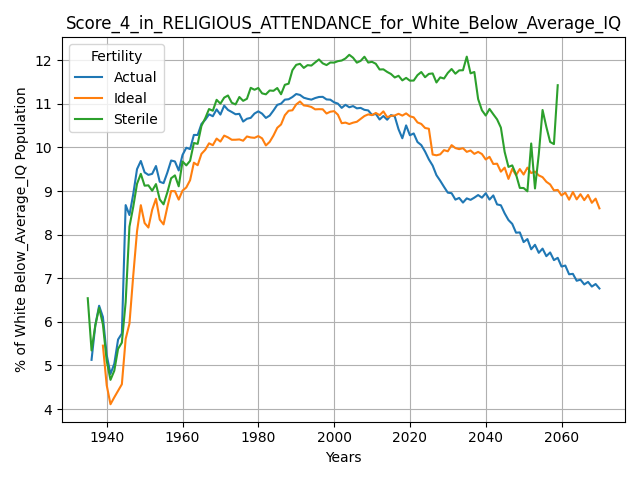 Score_4_in_RELIGIOUS_ATTENDANCE_for_White_Below_Average_IQ
Fertility
Actual
Ideal
Sterile
% of White Below_Average_IQ Population
12
11
10
9
8
7
6
5
4
1940 1960 1980 2000 2020 2040 2060
Years